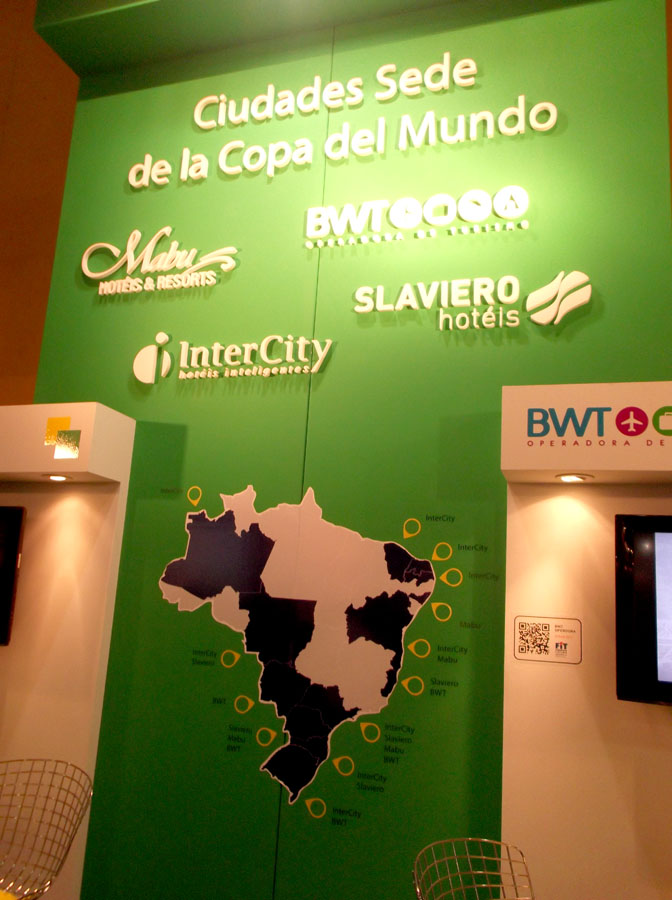 Ciudades Sede
de la Copa del Mundo
BWT
OPERADORA DE TURISMO
Mabu
HOTÉIS & RESORTS
SLAVIERO
hotéis
InterCity
hotéis inteligentes
BWT
OPERADORA DE
InterCity
InterCity
InterCity
InterCity
Mabu
InterCity
Mabu
InterCity
Slaviero
Slaviero
BWT
BWT
Slaviero
Mabu
BWT
InterCity
Slaviero
Mabu
BWT
InterCity
Slaviero
InterCity
BWT
FIT